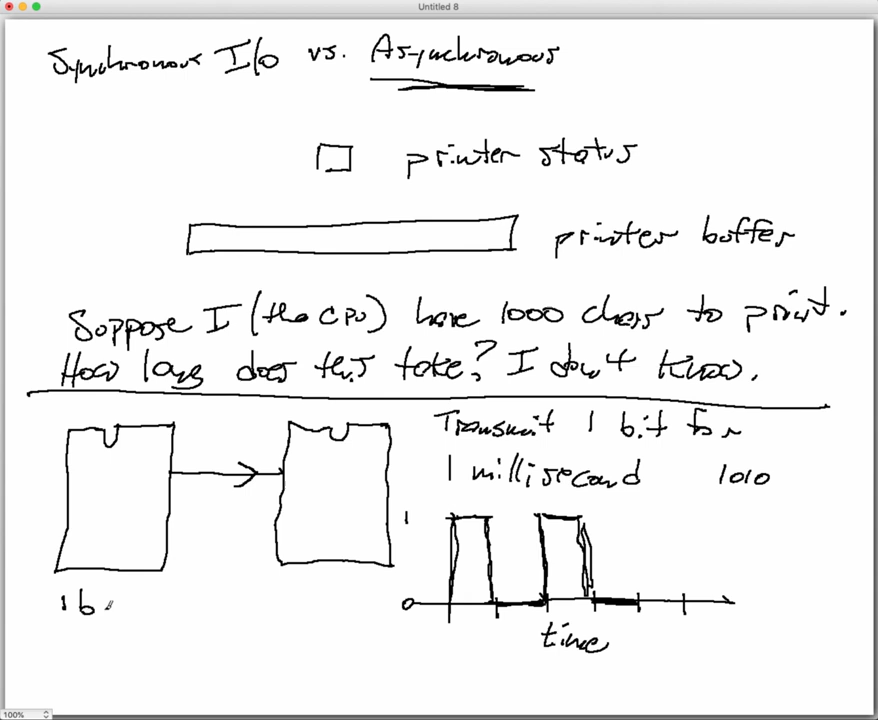 Untitled 8
Synchronous I/O vs. Asynchronous
printer status
printer buffer
Suppose I (the CPU) have 1000 chars to print.
How long does this take? I don't know.
Transmit 1 bit for
1 millisecond 1010
1
0
time
1 b
100%